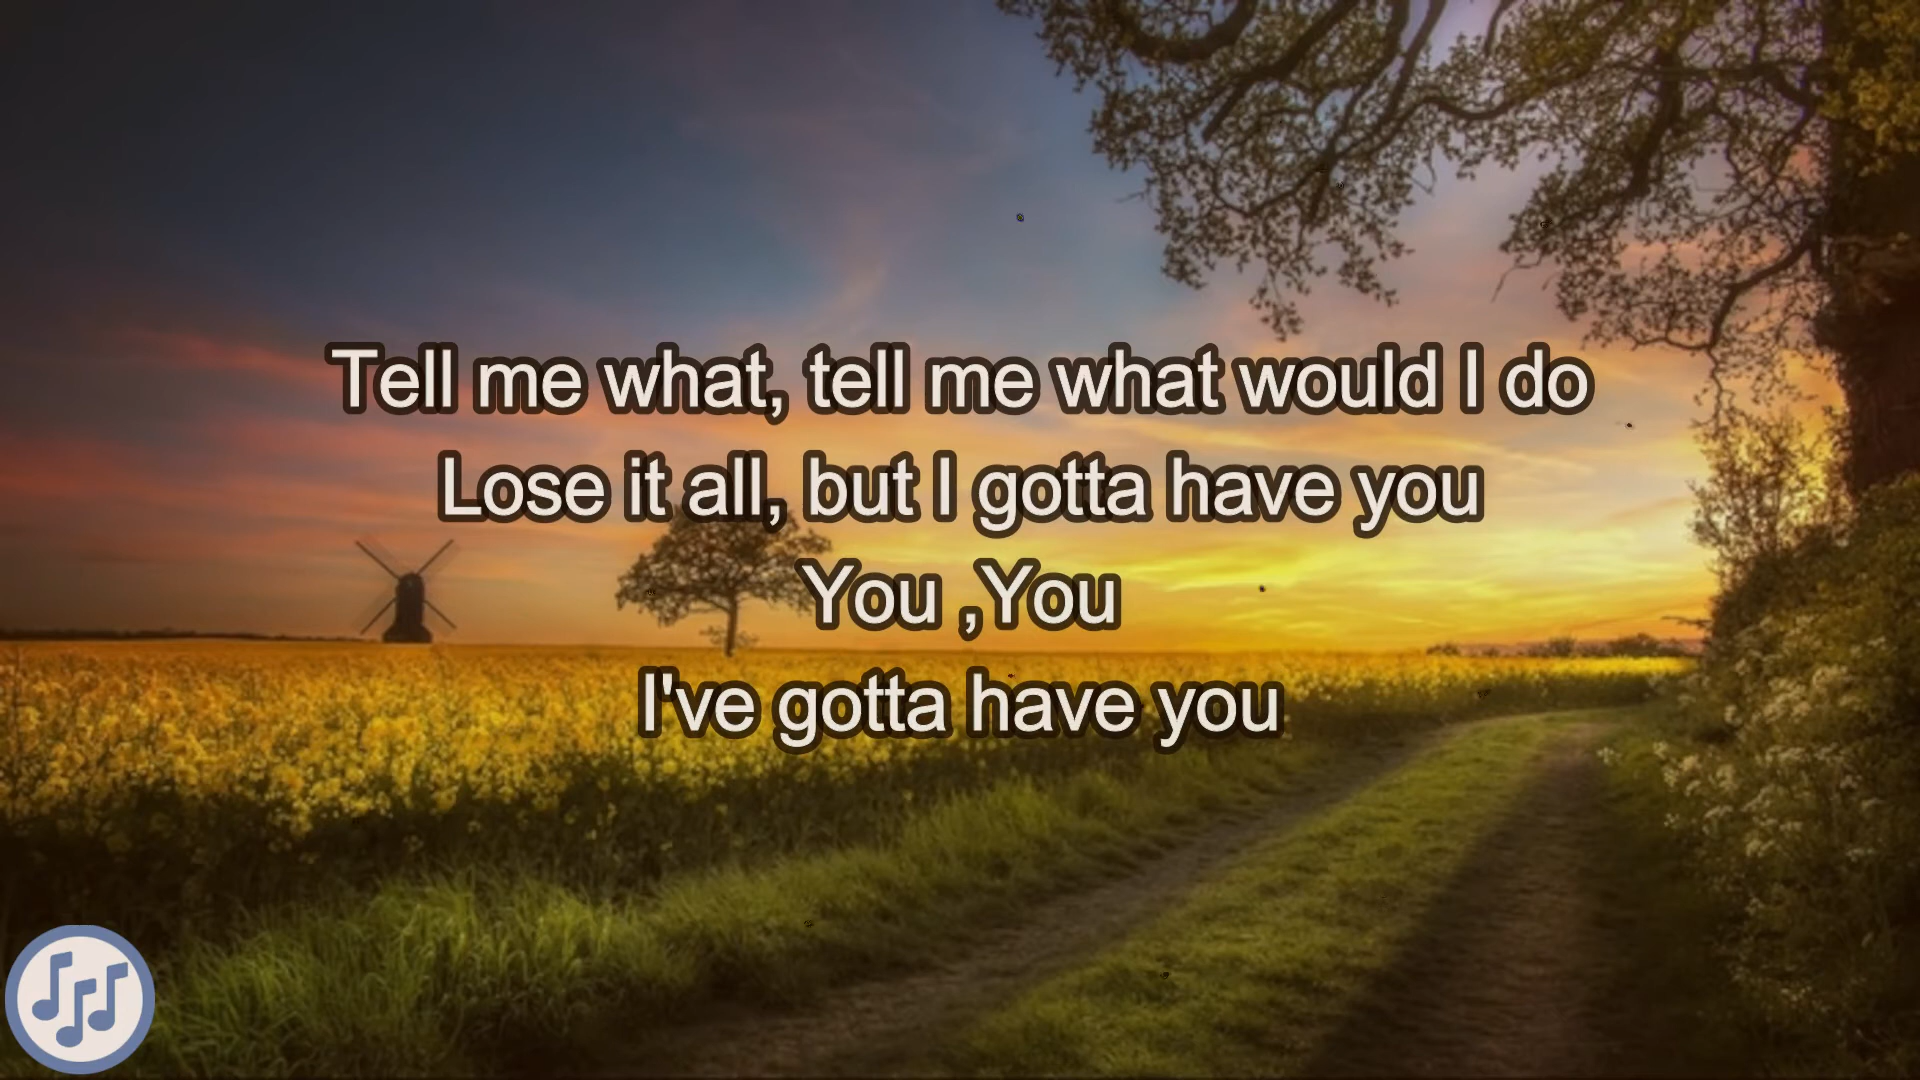 Tell me what, tell me what would I do
Lose it all, but I gotta have you
You ,You
I've gotta have you